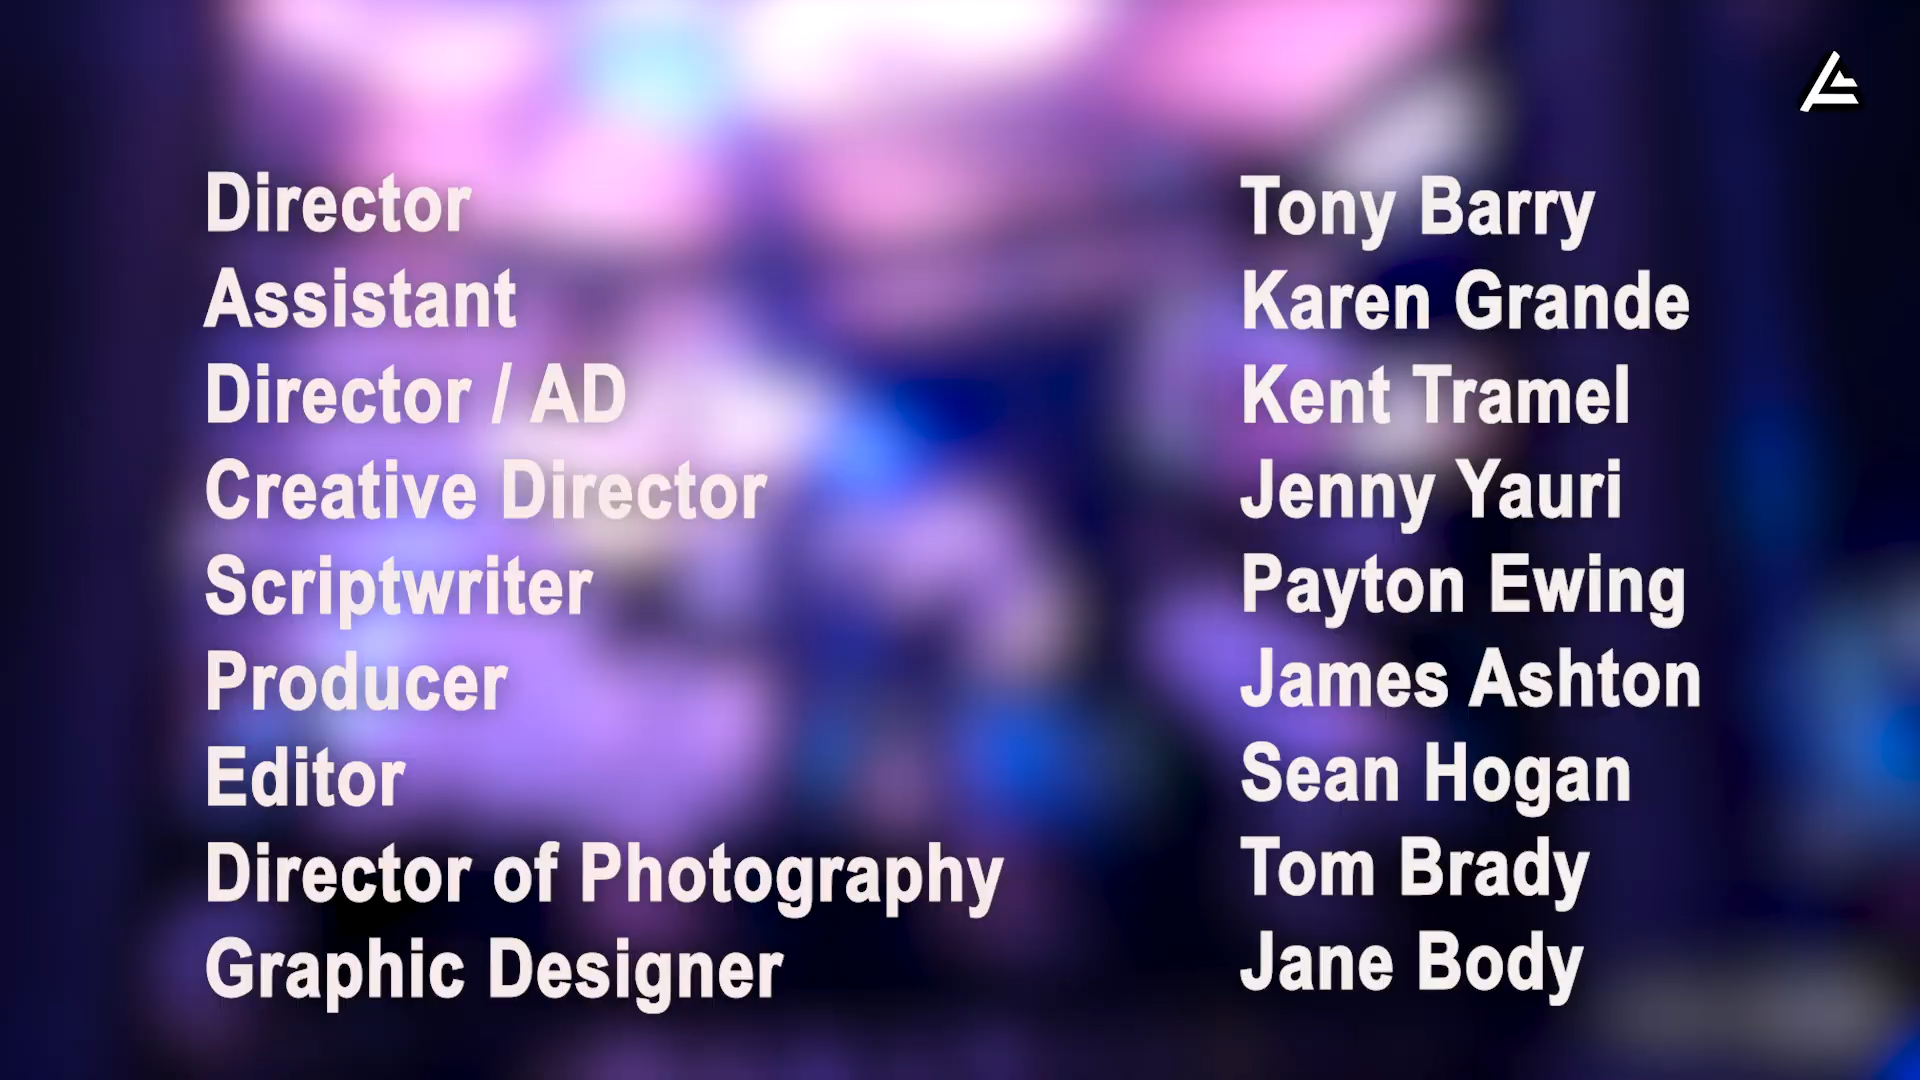 Director Tony Barry
Assistant Karen Grande
Director / AD Kent Tramel
Creative Director Jenny Yauri
Scriptwriter Payton Ewing
Producer James Ashton
Editor Sean Hogan
Director of Photography Tom Brady
Graphic Designer Jane Body